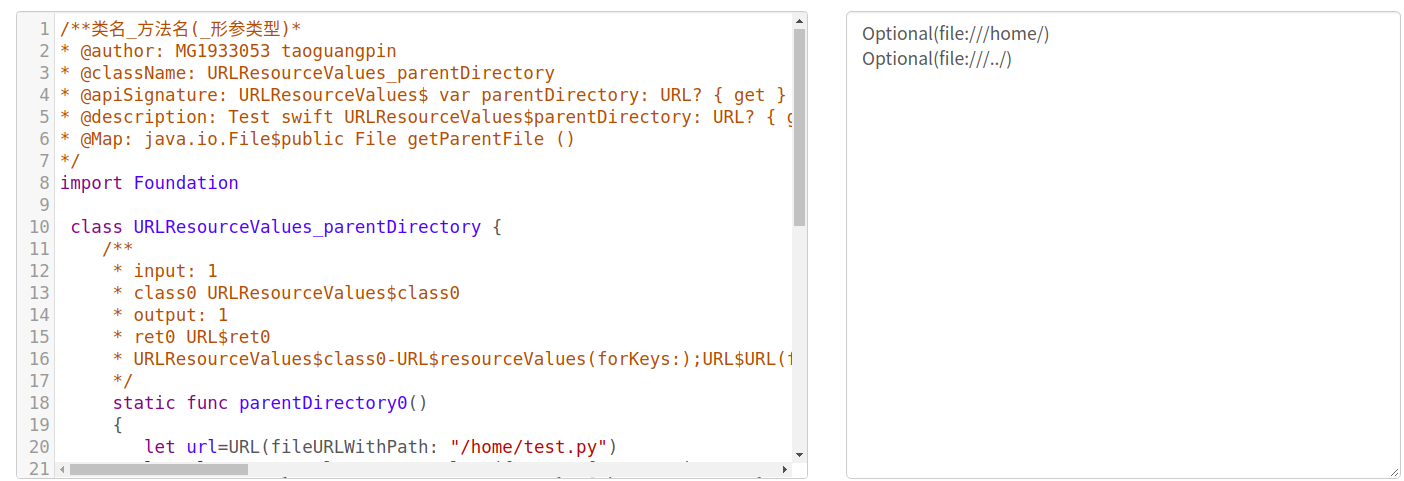 1 /**类名_方法名(_形参类型)*
2 * @author: MG1933053 taoguangpin
3 * @className: URLResourceValues_parentDirectory
4 * @apiSignature: URLResourceValues$ var parentDirectory: URL? { get }
5 * @description: Test swift URLResourceValues$parentDirectory: URL? { g
6 * @Map: java.io.File$public File getParentFile ()
7 */
8 import Foundation
9
10 class URLResourceValues_parentDirectory {
11 /**
12 * input: 1
13 * class0 URLResourceValues$class0
14 * output: 1
15 * ret0 URL$ret0
16 * URLResourceValues$class0-URL$resourceValues(forKeys:);URL$URL(f
17 */
18 static func parentDirectory0()
19 {
20 let url=URL(fileURLWithPath: "/home/test.py")
21
Optional(file:///home/)
Optional(file:///../)